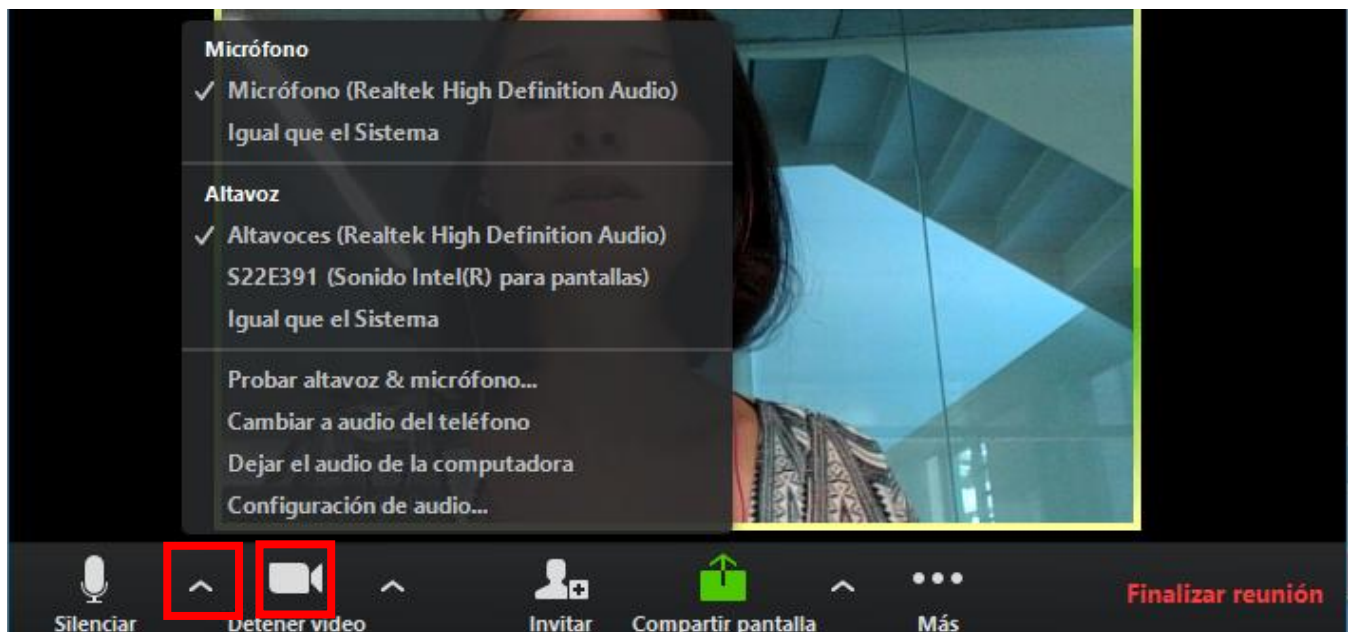 Micrófono
Micrófono (Realtek High Definition Audio)
Igual que el Sistema
Altavoz
Altavoces (Realtek High Definition Audio)
S22E391 (Sonido Intel(R) para pantallas)
Igual que el Sistema
Probar altavoz & micrófono...
Cambiar a audio del teléfono
Dejar el audio de la computadora
Configuración de audio...
Silenciar
Detener video
Invitar
Compartir pantalla
Más
Finalizar reunión